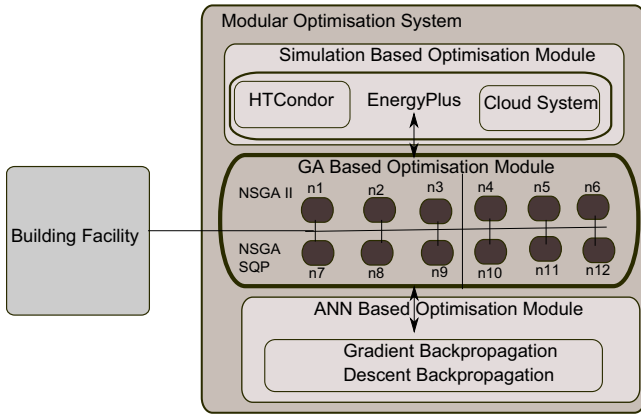 Modular Optimisation System
Simulation Based Optimisation Module
HTCondor EnergyPlus Cloud System
GA Based Optimisation Module
NSGA II n1 n2 n3 n4 n5 n6
Building Facility
NSGA
SQP
n7 n8 n9 n10 n11 n12
ANN Based Optimisation Module
Gradient Backpropagation
Descent Backpropagation